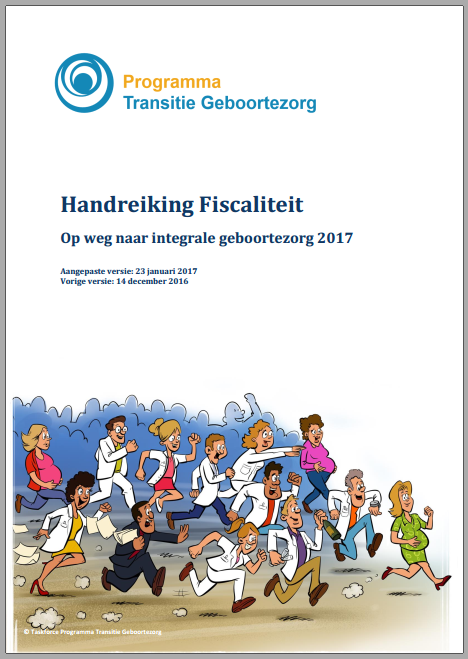 Programma
Transitie Geboortezorg
Handreiking Fiscaliteit
Op weg naar integrale geboortezorg 2017
Aangepaste versie: 23 januari 2017
Vorige versie: 14 december 2016
© Taskforce Programma Transitie Geboortezorg